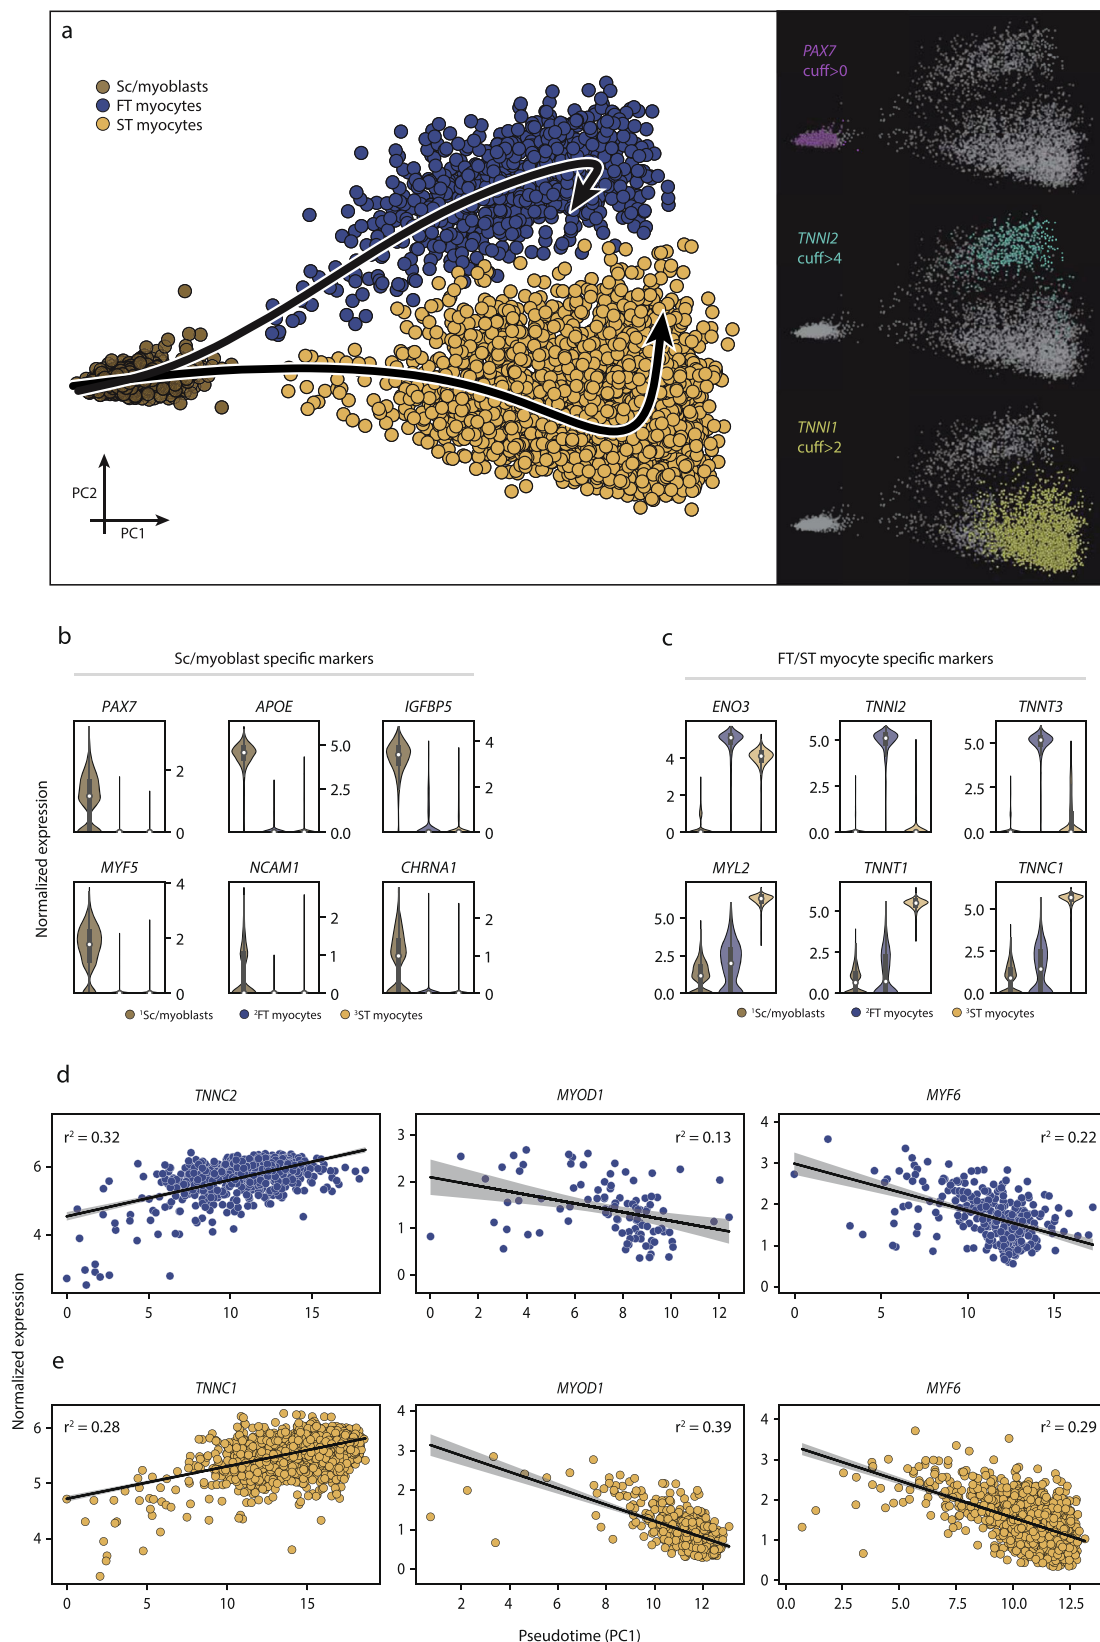 a
Sc/myoblasts
FT myocytes
ST myocytes
PC2
PC1
PAX7
cuff>0
TNNI2
cuff>4
TNNI1
cuff>2
b
Sc/myoblast specific markers
Normalized expression
PAX7
2
0
APOE
5.0
2.5
0.0
IGFBP5
4
2
0
MYF5
4
2
0
NCAM1
2
1
0
CHRNA1
2
1
0
¹Sc/myoblasts ²FT myocytes ³ST myocytes
c
FT/ST myocyte specific markers
ENO3
4
2
0
TNNI2
5.0
2.5
0.0
TNNT3
5.0
2.5
0.0
MYL2
5.0
2.5
0.0
TNNT1
5.0
2.5
0.0
TNNC1
5.0
2.5
0.0
¹Sc/myoblasts ²FT myocytes ³ST myocytes
d
Normalized expression
TNNC2
r² = 0.32
6
4
0 5 10 15
MYOD1
r² = 0.13
3
2
1
0
0 2 4 6 8 10 12
MYF6
r² = 0.22
4
3
2
1
0
0 5 10 15
e
TNNC1
r² = 0.28
6
5
4
0 5 10 15
MYOD1
r² = 0.39
4
3
2
1
0
2 4 6 8 10 12
MYF6
r² = 0.29
4
3
2
1
0
0.0 2.5 5.0 7.5 10.0 12.5
Pseudotime (PC1)